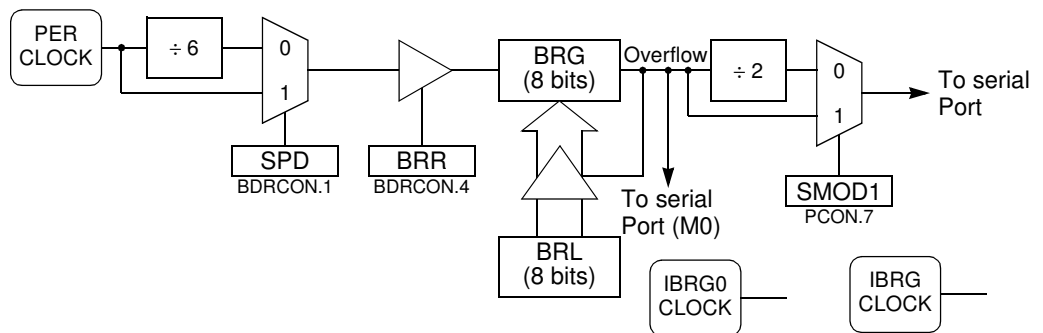 PER
CLOCK
÷ 6
0
1
SPD
BDRCON.1
BRR
BDRCON.4
BRG
(8 bits)
Overflow
÷ 2
0
1
To serial
Port
SMOD1
PCON.7
To serial
Port (M0)
BRL
(8 bits)
IBRG0
CLOCK
IBRG
CLOCK